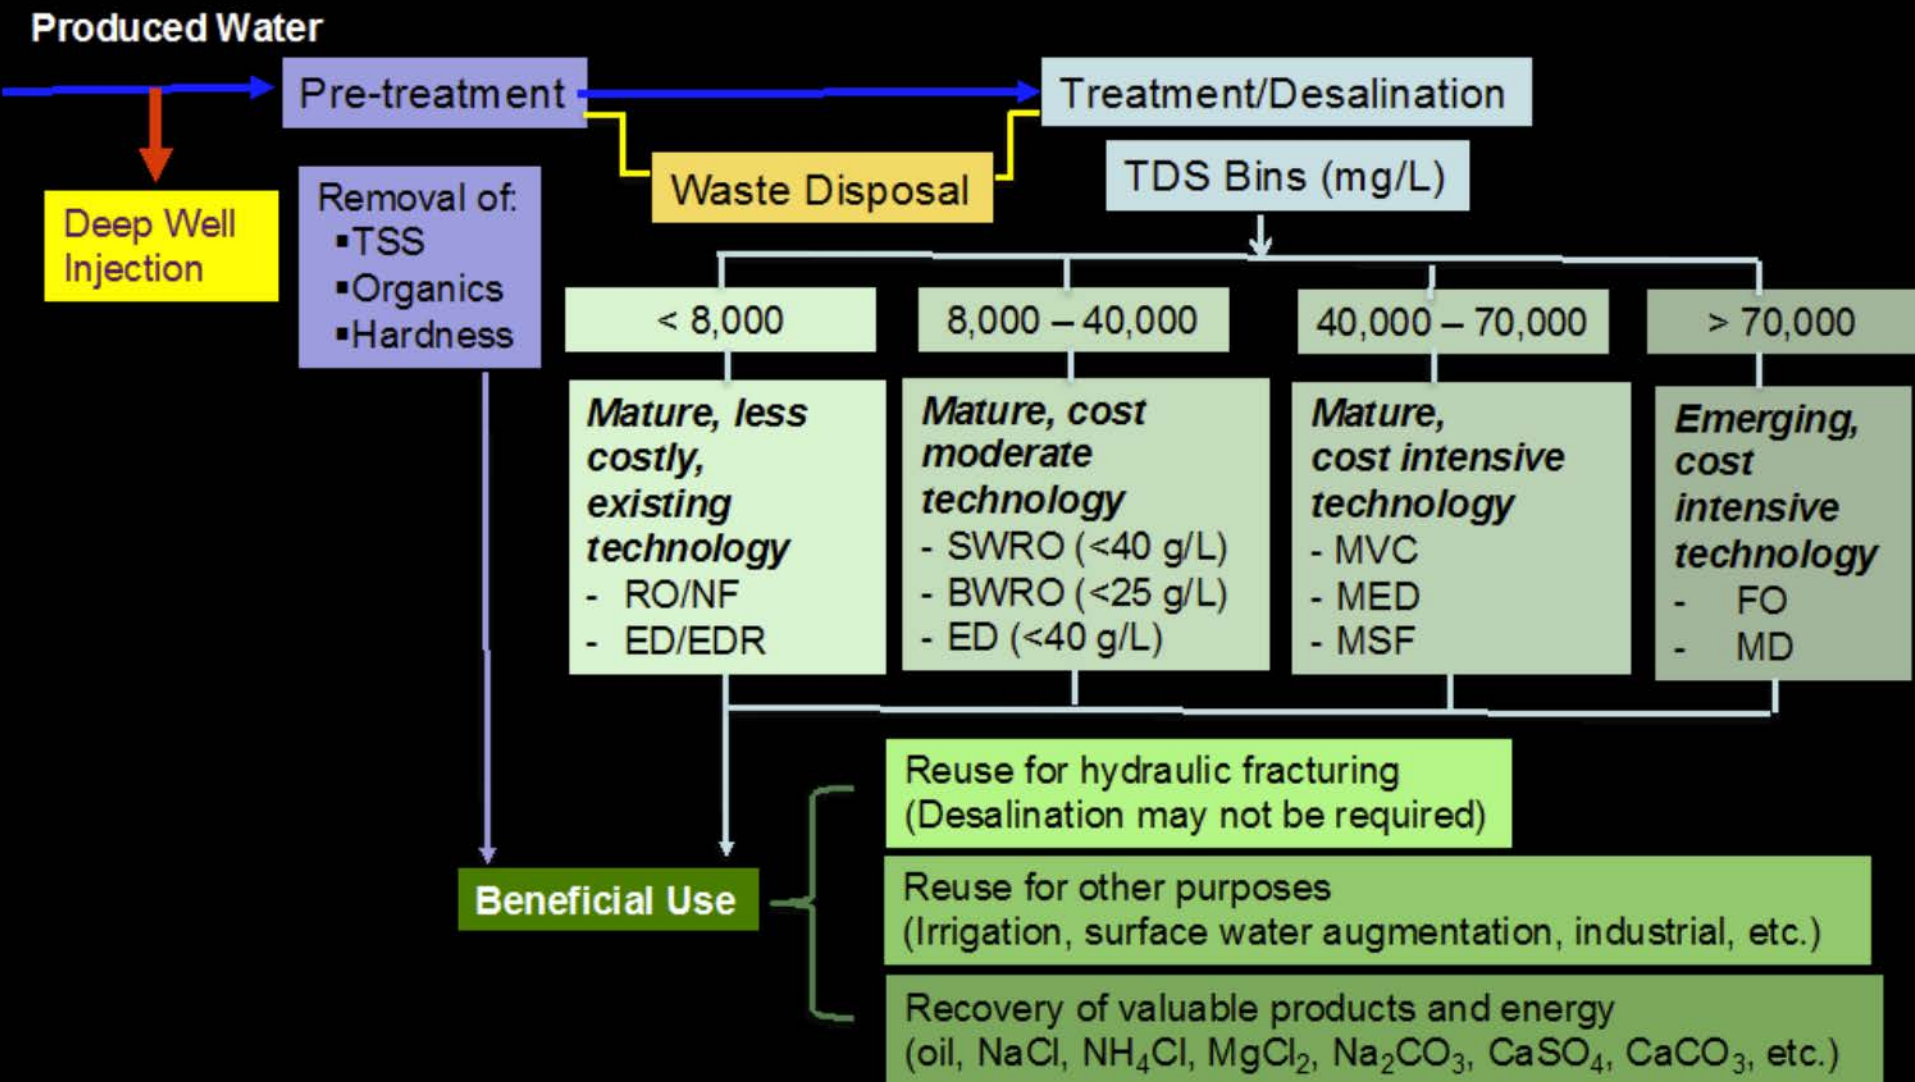 Produced Water
Pre-treatment
Treatment/Desalination
Waste Disposal
TDS Bins (mg/L)
Deep Well
Injection
Removal of:
▪TSS
▪Organics
▪Hardness
< 8,000
8,000 – 40,000
40,000 – 70,000
> 70,000
Mature, less
costly,
existing
technology
- RO/NF
- ED/EDR
Mature, cost
moderate
technology
- SWRO (<40 g/L)
- BWRO (<25 g/L)
- ED (<40 g/L)
Mature,
cost intensive
technology
- MVC
- MED
- MSF
Emerging,
cost
intensive
technology
- FO
- MD
Beneficial Use
Reuse for hydraulic fracturing
(Desalination may not be required)
Reuse for other purposes
(Irrigation, surface water augmentation, industrial, etc.)
Recovery of valuable products and energy
(oil, NaCl, NH₄Cl, MgCl₂, Na₂CO₃, CaSO₄, CaCO₃, etc.)